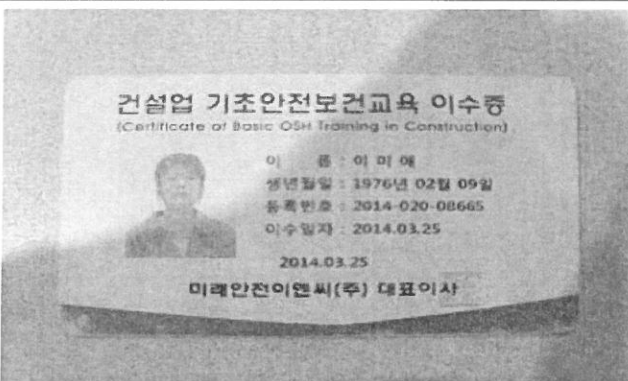 건설업 기초안전보건교육 이수증
(Certificate of Basic OSH Training in Construction)
이 름 : 이미애
생년월일 : 1976년 02월 09일
등록번호 : 2014-020-08665
이수일자 : 2014.03.25
2014.03.25
미래안전이엔씨(주) 대표이사